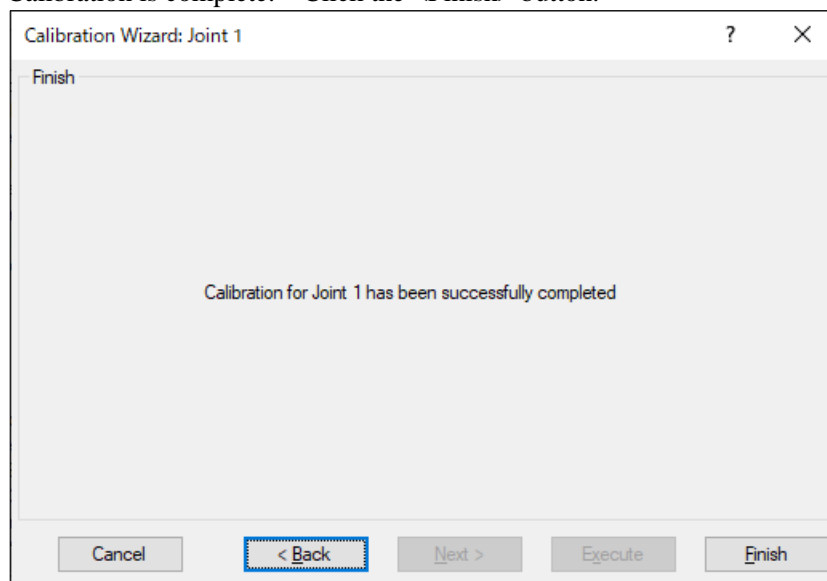 Calibration is complete. Click the <Finish> button.
Calibration Wizard: Joint 1 ? ×
Finish
Calibration for Joint 1 has been successfully completed
Cancel < Back Next > Execute Finish